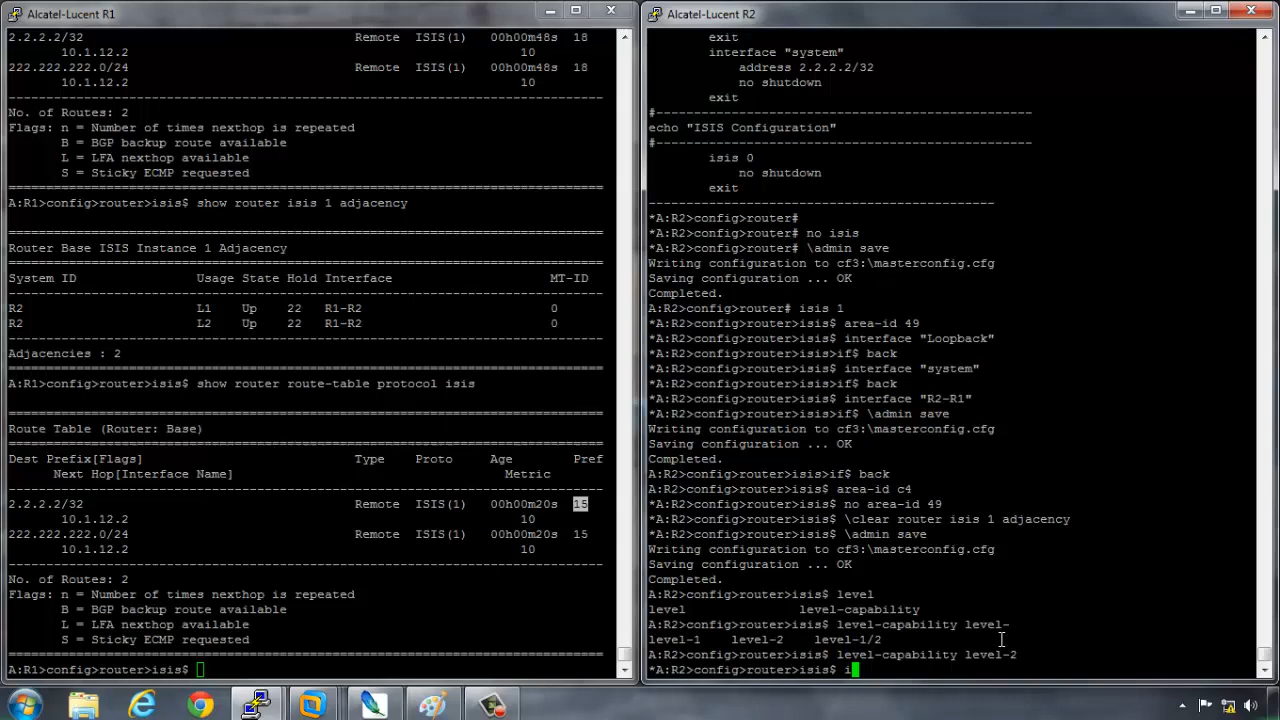 Alcatel-Lucent R1
2.2.2.2/32 Remote ISIS(1) 00h00m48s 18
10.1.12.2 10
222.222.222.0/24 Remote ISIS(1) 00h00m48s 18
10.1.12.2 10
-------------------------------------------------------------------------------
No. of Routes: 2
Flags: n = Number of times nexthop is repeated
B = BGP backup route available
L = LFA nexthop available
S = Sticky ECMP requested
===============================================================================
A:R1>config>router>isis$ show router isis 1 adjacency
===============================================================================
Router Base ISIS Instance 1 Adjacency
===============================================================================
System ID Usage State Hold Interface MT-ID
-------------------------------------------------------------------------------
R2 L1 Up 22 R1-R2 0
R2 L2 Up 22 R1-R2 0
-------------------------------------------------------------------------------
Adjacencies : 2
===============================================================================
A:R1>config>router>isis$ show router route-table protocol isis
===============================================================================
Route Table (Router: Base)
===============================================================================
Dest Prefix[Flags] Type Proto Age Pref
Next Hop[Interface Name] Metric
-------------------------------------------------------------------------------
2.2.2.2/32 Remote ISIS(1) 00h00m20s 15
10.1.12.2 10
222.222.222.0/24 Remote ISIS(1) 00h00m20s 15
10.1.12.2 10
-------------------------------------------------------------------------------
No. of Routes: 2
Flags: n = Number of times nexthop is repeated
B = BGP backup route available
L = LFA nexthop available
S = Sticky ECMP requested
===============================================================================
A:R1>config>router>isis$
Alcatel-Lucent R2
exit
interface "system"
address 2.2.2.2/32
no shutdown
exit
#--------------------------------------------------
echo "ISIS Configuration"
#--------------------------------------------------
isis 0
no shutdown
exit
----------------------------------------------
*A:R2>config>router#
*A:R2>config>router# no isis
*A:R2>config>router# \admin save
Writing configuration to cf3:\masterconfig.cfg
Saving configuration ... OK
Completed.
A:R2>config>router# isis 1
*A:R2>config>router>isis$ area-id 49
*A:R2>config>router>isis$ interface "Loopback"
*A:R2>config>router>isis>if$ back
*A:R2>config>router>isis$ interface "system"
*A:R2>config>router>isis>if$ back
*A:R2>config>router>isis$ interface "R2-R1"
*A:R2>config>router>isis>if$ \admin save
Writing configuration to cf3:\masterconfig.cfg
Saving configuration ... OK
Completed.
A:R2>config>router>isis>if$ back
A:R2>config>router>isis$ area-id c4
*A:R2>config>router>isis$ no area-id 49
*A:R2>config>router>isis$ \clear router isis 1 adjacency
*A:R2>config>router>isis$ \admin save
Writing configuration to cf3:\masterconfig.cfg
Saving configuration ... OK
Completed.
A:R2>config>router>isis$ level
level level-capability
A:R2>config>router>isis$ level-capability level-
level-1 level-2 level-1/2
A:R2>config>router>isis$ level-capability level-2
*A:R2>config>router>isis$ i